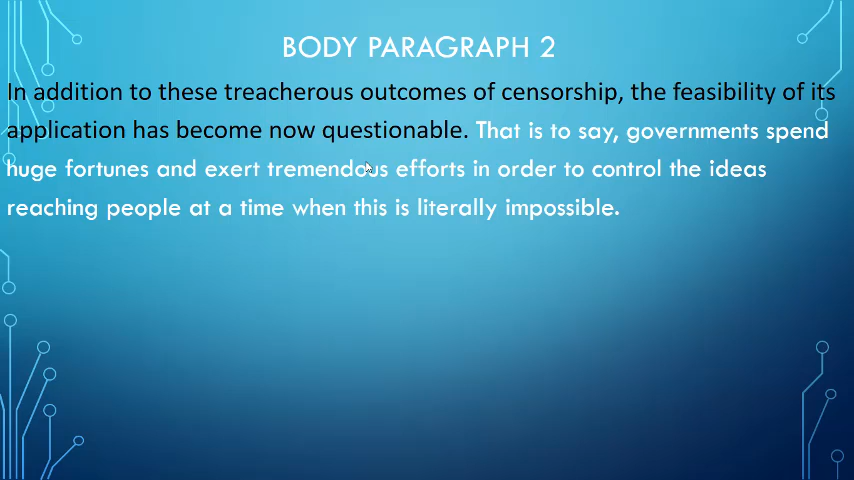 BODY PARAGRAPH 2
In addition to these treacherous outcomes of censorship, the feasibility of its
application has become now questionable. That is to say, governments spend
huge fortunes and exert tremendous efforts in order to control the ideas
reaching people at a time when this is literally impossible.